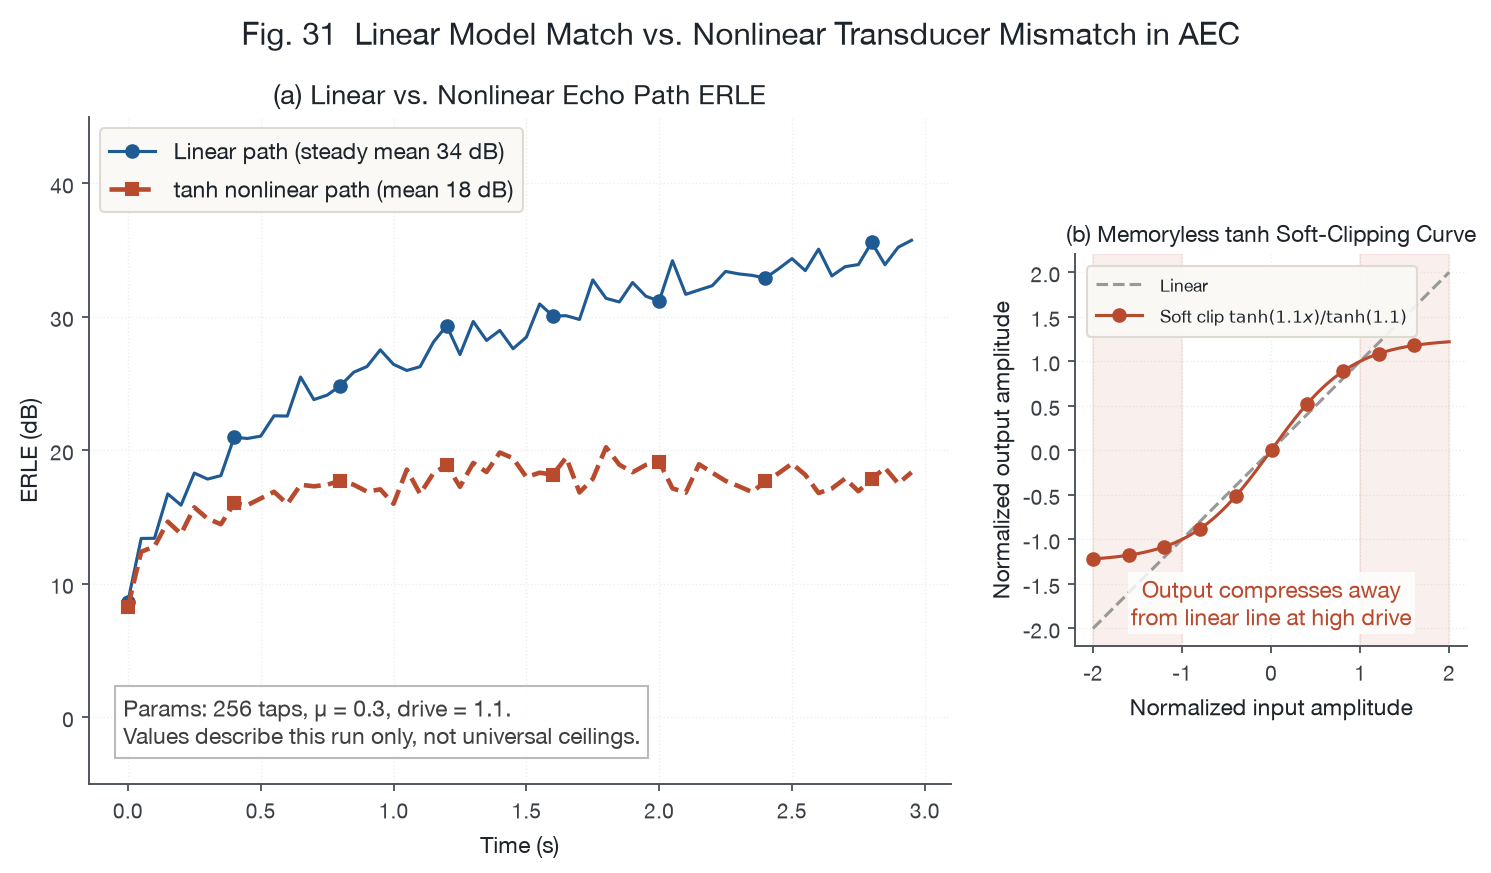 Fig. 31  Linear Model Match vs. Nonlinear Transducer Mismatch in AEC
(a) Linear vs. Nonlinear Echo Path ERLE
Linear path (steady mean 34 dB)
tanh nonlinear path (mean 18 dB)
ERLE (dB)
40
30
20
10
0
Params: 256 taps, μ = 0.3, drive = 1.1.
Values describe this run only, not universal ceilings.
0.0 0.5 1.0 1.5 2.0 2.5 3.0
Time (s)
(b) Memoryless tanh Soft-Clipping Curve
Linear
Soft clip tanh(1.1x)/tanh(1.1)
Normalized output amplitude
2.0
1.5
1.0
0.5
0.0
-0.5
-1.0
-1.5
-2.0
Output compresses away
from linear line at high drive
-2 -1 0 1 2
Normalized input amplitude